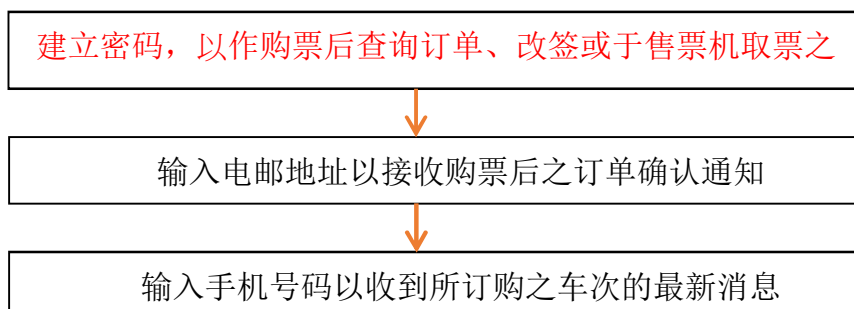 建立密码，以作购票后查询订单、改签或于售票机取票之
输入电邮地址以接收购票后之订单确认通知
输入手机号码以收到所订购之车次的最新消息